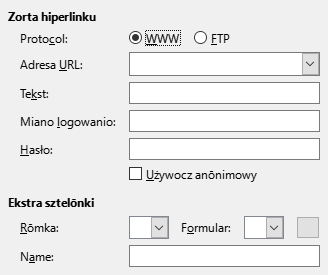 Zorta hiperlinku
Protocol: WWW FTP
Adresa URL:
Tekst:
Miano logowanio:
Hasło:
Używocz anōnimowy
Ekstra sztelōnki
Rōmka: Formular:
Name: